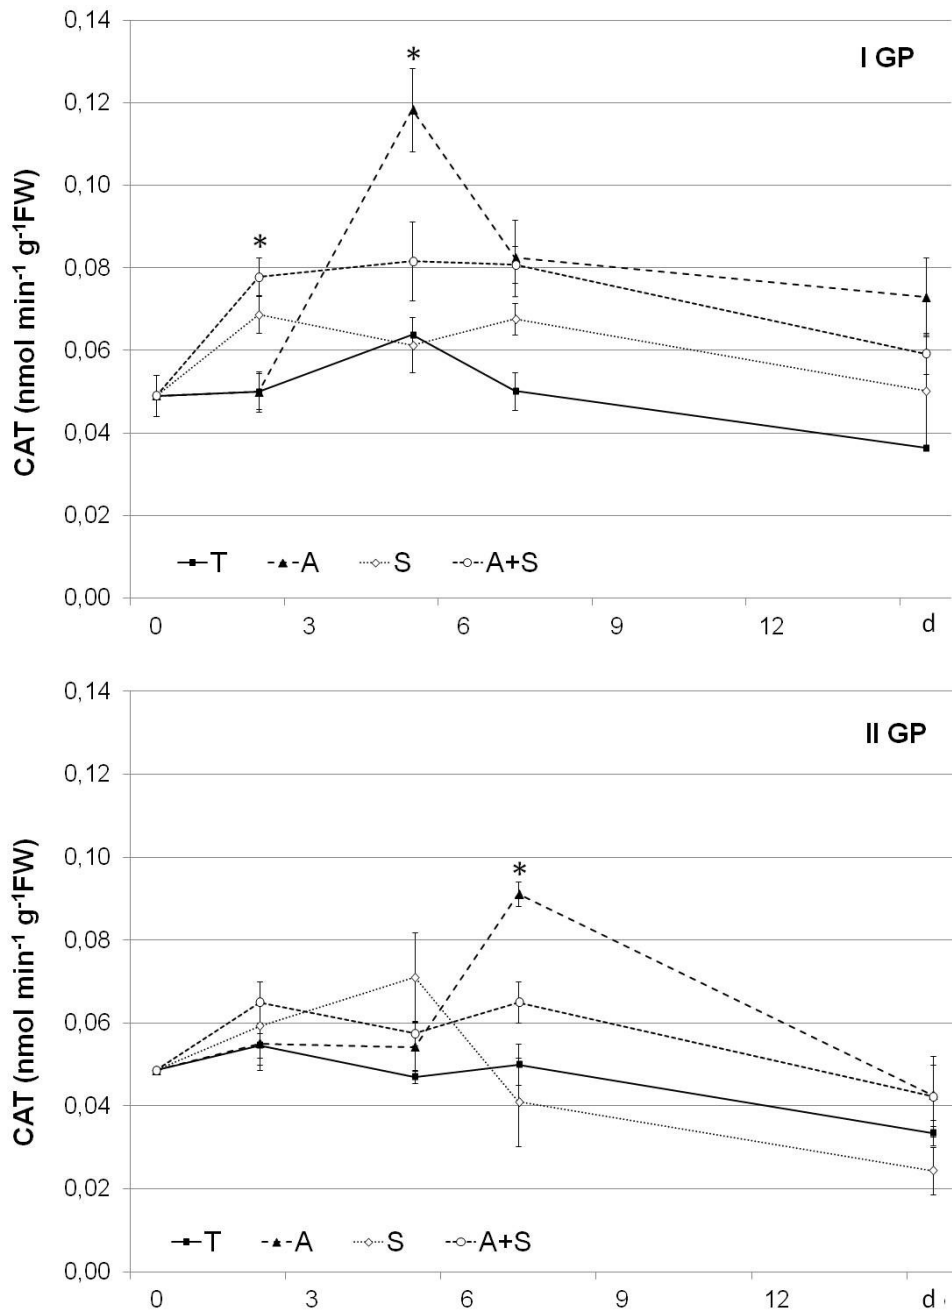 0,14
I GP
*
0,12
0,10
*
0,08
0,06
0,04
0,02
0,00
CAT (nmol min-1 g-1FW)
T A S A+S
0 3 6 9 12 d
0,14
II GP
0,12
0,10
*
0,08
0,06
0,04
0,02
0,00
CAT (nmol min-1 g-1FW)
T A S A+S
0 3 6 9 12 d